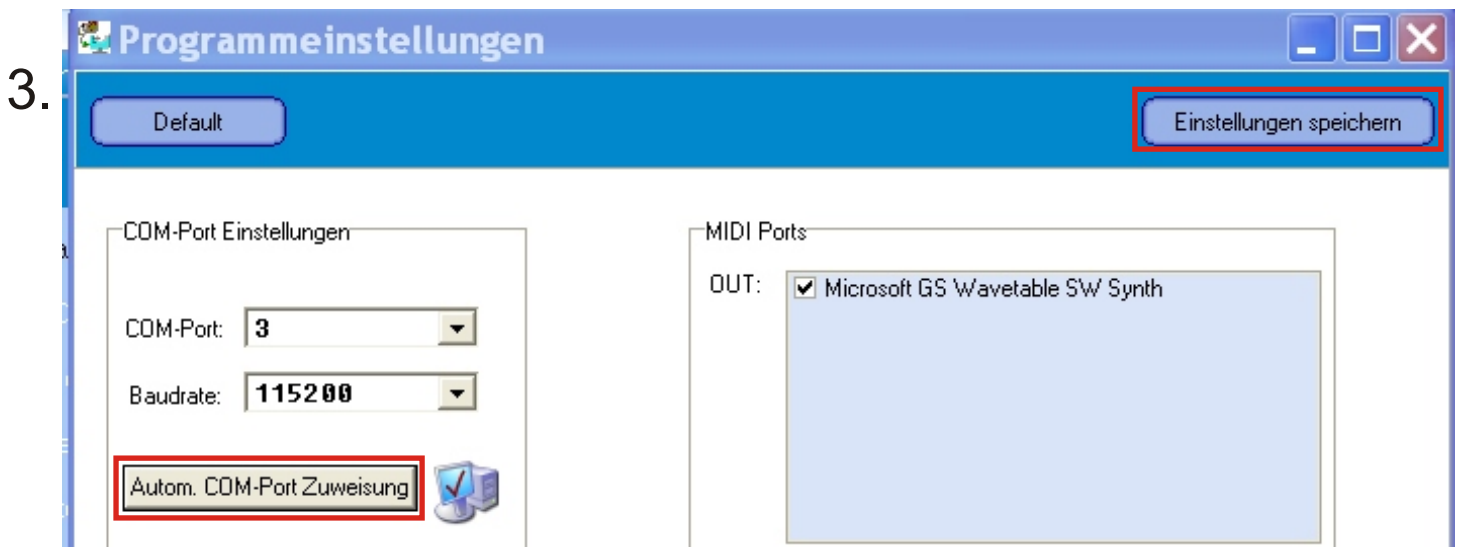 Programmeinstellungen
3.
Default
Einstellungen speichern
COM-Port Einstellungen
COM-Port: 3
Baudrate: 115200
Autom. COM-Port Zuweisung
MIDI Ports
OUT: Microsoft GS Wavetable SW Synth